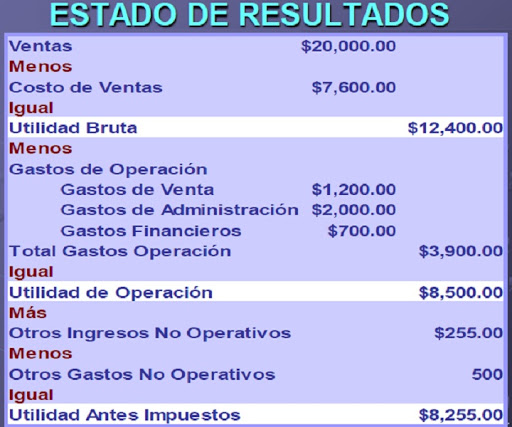 ESTADO DE RESULTADOS
Ventas $20,000.00
Menos
Costo de Ventas $7,600.00
Igual
Utilidad Bruta $12,400.00
Menos
Gastos de Operación
Gastos de Venta $1,200.00
Gastos de Administración $2,000.00
Gastos Financieros $700.00
Total Gastos Operación $3,900.00
Igual
Utilidad de Operación $8,500.00
Más
Otros Ingresos No Operativos $255.00
Menos
Otros Gastos No Operativos 500
Igual
Utilidad Antes Impuestos $8,255.00